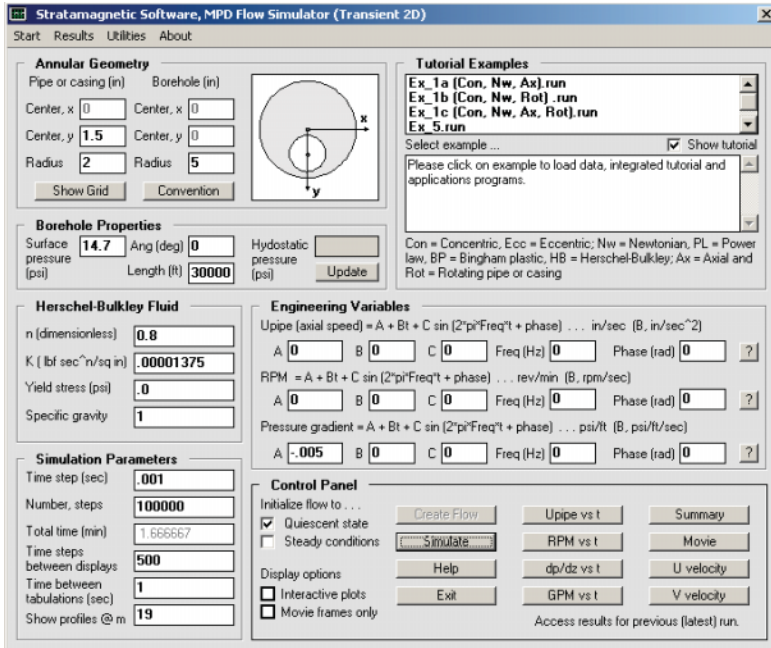 Stratamagnetic Software, MPD Flow Simulator (Transient 2D)
Start Results Utilities About
Annular Geometry
Pipe or casing (in) Borehole (in)
Center, x 0 Center, x 0
Center, y 1.5 Center, y 0
Radius 2 Radius 5
Show Grid Convention
x
y
Tutorial Examples
Ex_1a (Con, Nw, Ax).run
Ex_1b (Con, Nw, Rot) .run
Ex_1c (Con, Nw, Ax, Rot).run
Ex_5.run
Select example ... Show tutorial
Please click on example to load data, integrated tutorial and
applications programs.
Con = Concentric, Ecc = Eccentric; Nw = Newtonian, PL = Power
law, BP = Bingham plastic, HB = Herschel-Bulkley; Ax = Axial and
Rot = Rotating pipe or casing
Borehole Properties
Surface pressure (psi) 14.7 Ang (deg) 0
Length (ft) 30000
Hydostatic pressure (psi)
Update
Herschel-Bulkley Fluid
n (dimensionless) 0.8
K ( lbf sec^n/sq in) .00001375
Yield stress (psi) .0
Specific gravity 1
Engineering Variables
Upipe (axial speed) = A + Bt + C sin (2*pi*Freq*t + phase) . . . in/sec (B, in/sec^2)
A 0 B 0 C 0 Freq (Hz) 0 Phase (rad) 0 ?
RPM = A + Bt + C sin (2*pi*Freq*t + phase) . . . rev/min (B, rpm/sec)
A 0 B 0 C 0 Freq (Hz) 0 Phase (rad) 0 ?
Pressure gradient = A + Bt + C sin (2*pi*Freq*t + phase) . . . psi/ft (B, psi/ft/sec)
A -.005 B 0 C 0 Freq (Hz) 0 Phase (rad) 0 ?
Simulation Parameters
Time step (sec) .001
Number, steps 100000
Total time (min) 1.666667
Time steps
between displays 500
Time between
tabulations (sec) 1
Show profiles @ m 19
Control Panel
Initialize flow to . . .
Quiescent state
Steady conditions
Display options
Interactive plots
Movie frames only
Create Flow Upipe vs t Summary
Simulate RPM vs t Movie
Help dp/dz vs t U velocity
Exit GPM vs t V velocity
Access results for previous (latest) run.